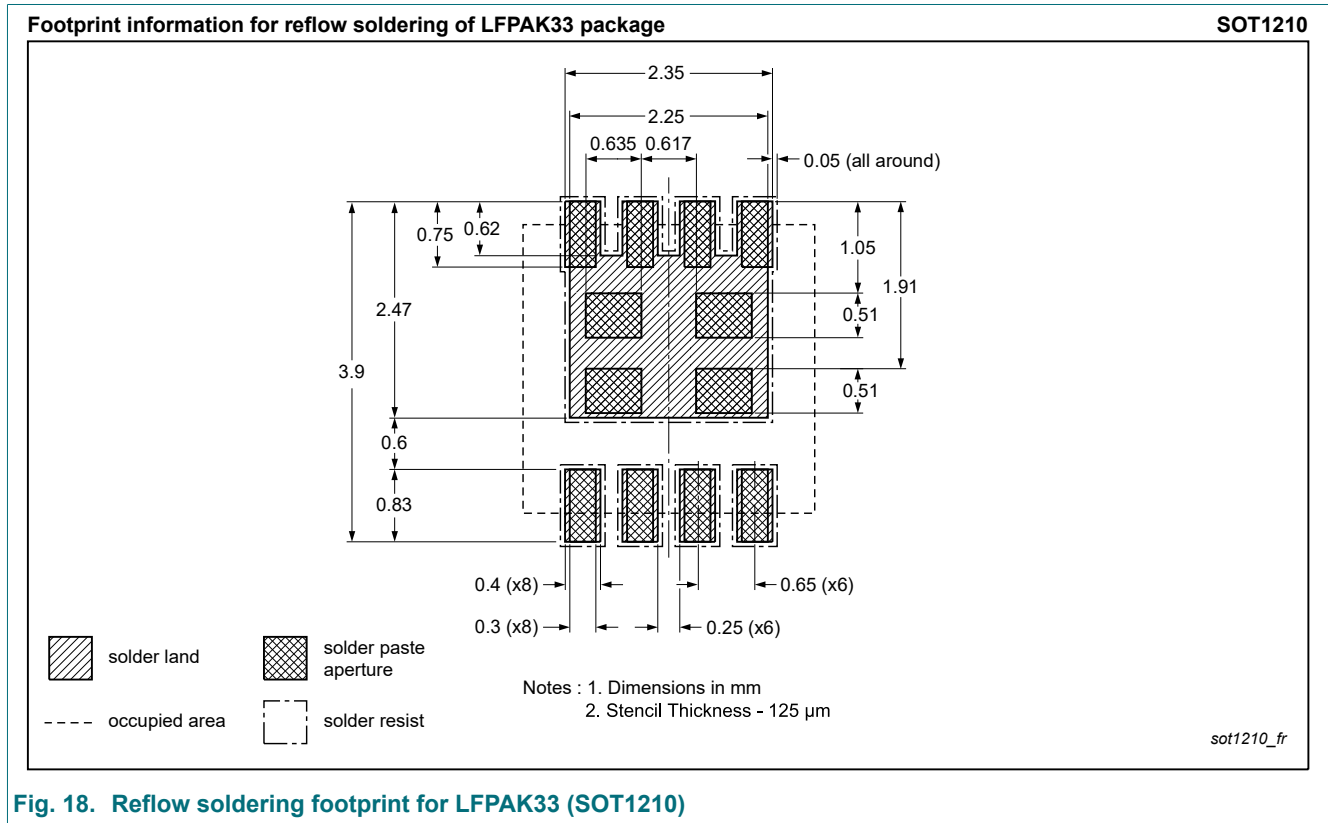 Footprint information for reflow soldering of LFPAK33 package SOT1210
2.35
2.25
0.635 0.617
0.05 (all around)
0.75
0.62
1.05
1.91
2.47
0.51
3.9
0.51
0.6
0.83
0.4 (x8)
0.65 (x6)
0.3 (x8)
0.25 (x6)
solder land
solder paste
aperture
occupied area
solder resist
Notes : 1. Dimensions in mm
2. Stencil Thickness - 125 µm
sot1210_fr
Fig. 18. Reflow soldering footprint for LFPAK33 (SOT1210)